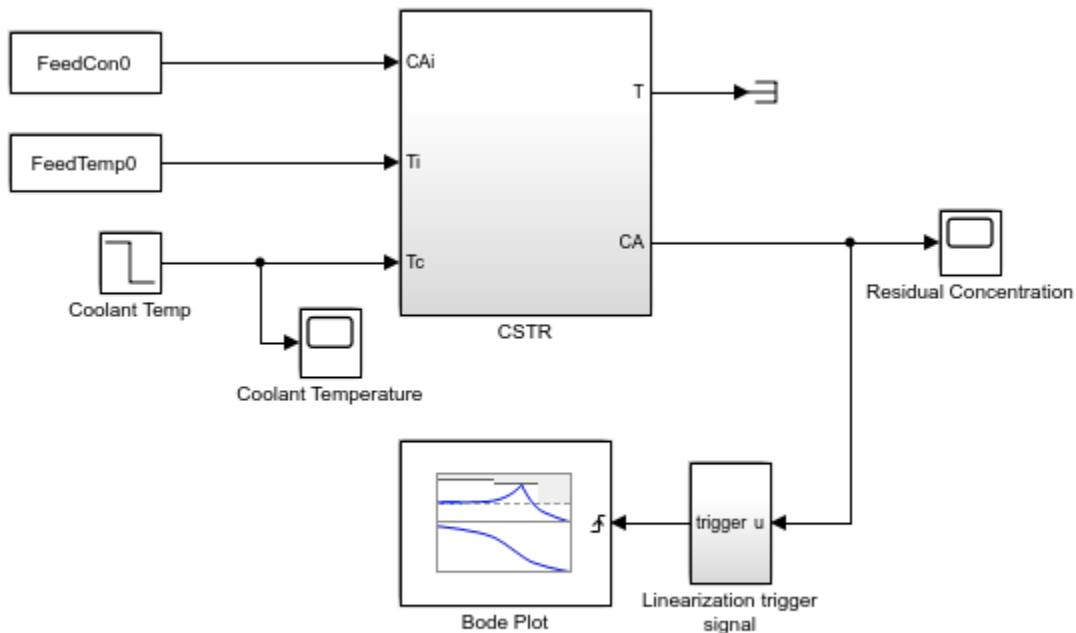 FeedCon0
CAi
T
FeedTemp0
Ti
CA
Tc
Coolant Temp
Residual Concentration
CSTR
Coolant Temperature
trigger u
Bode Plot
Linearization trigger
signal